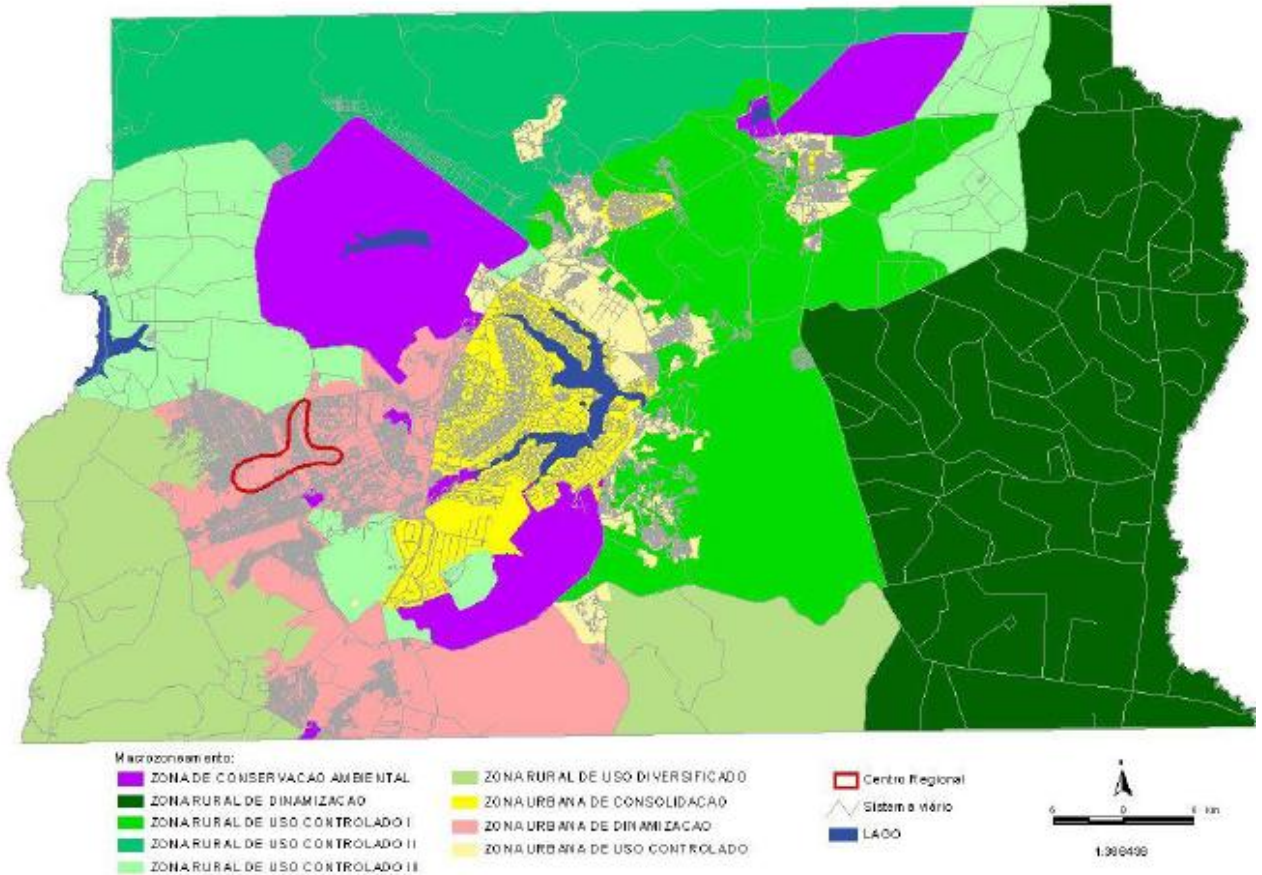 Macrozoneamento:
ZONA DE CONSERVACAO AMBIENTAL
ZONA RURAL DE DINAMIZACAO
ZONA RURAL DE USO CONTROLADO I
ZONA RURAL DE USO CONTROLADO II
ZONA RURAL DE USO CONTROLADO III
ZONA RURAL DE USO DIVERSIFICADO
ZONA URBANA DE CONSOLIDACAO
ZONA URBANA DE DINAMIZACAO
ZONA URBANA DE USO CONTROLADO
Centro Regional
Sistema viário
LAGO
6 0 6 Km